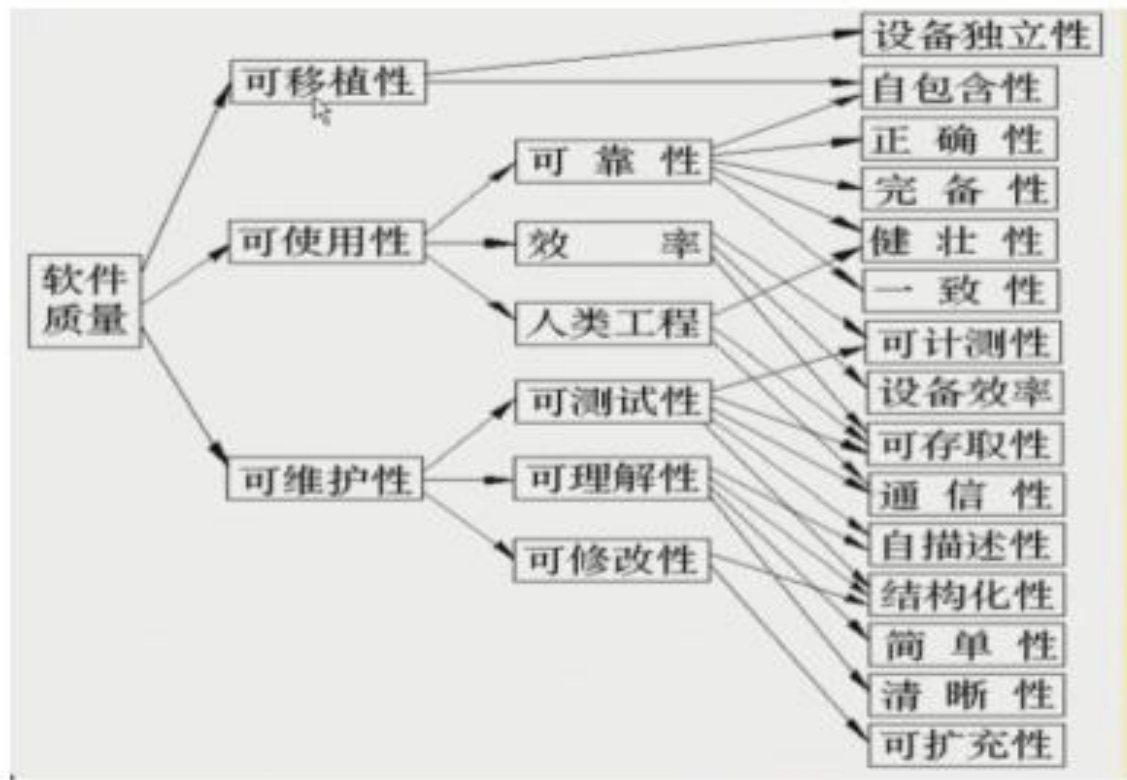 软件
质量
可移植性
可使用性
可维护性
可靠性
效率
人类工程
可测试性
可理解性
可修改性
设备独立性
自包含性
正确性
完备性
健壮性
一致性
可计测性
设备效率
可存取性
通信性
自描述性
结构化性
简单性
清晰性
可扩充性